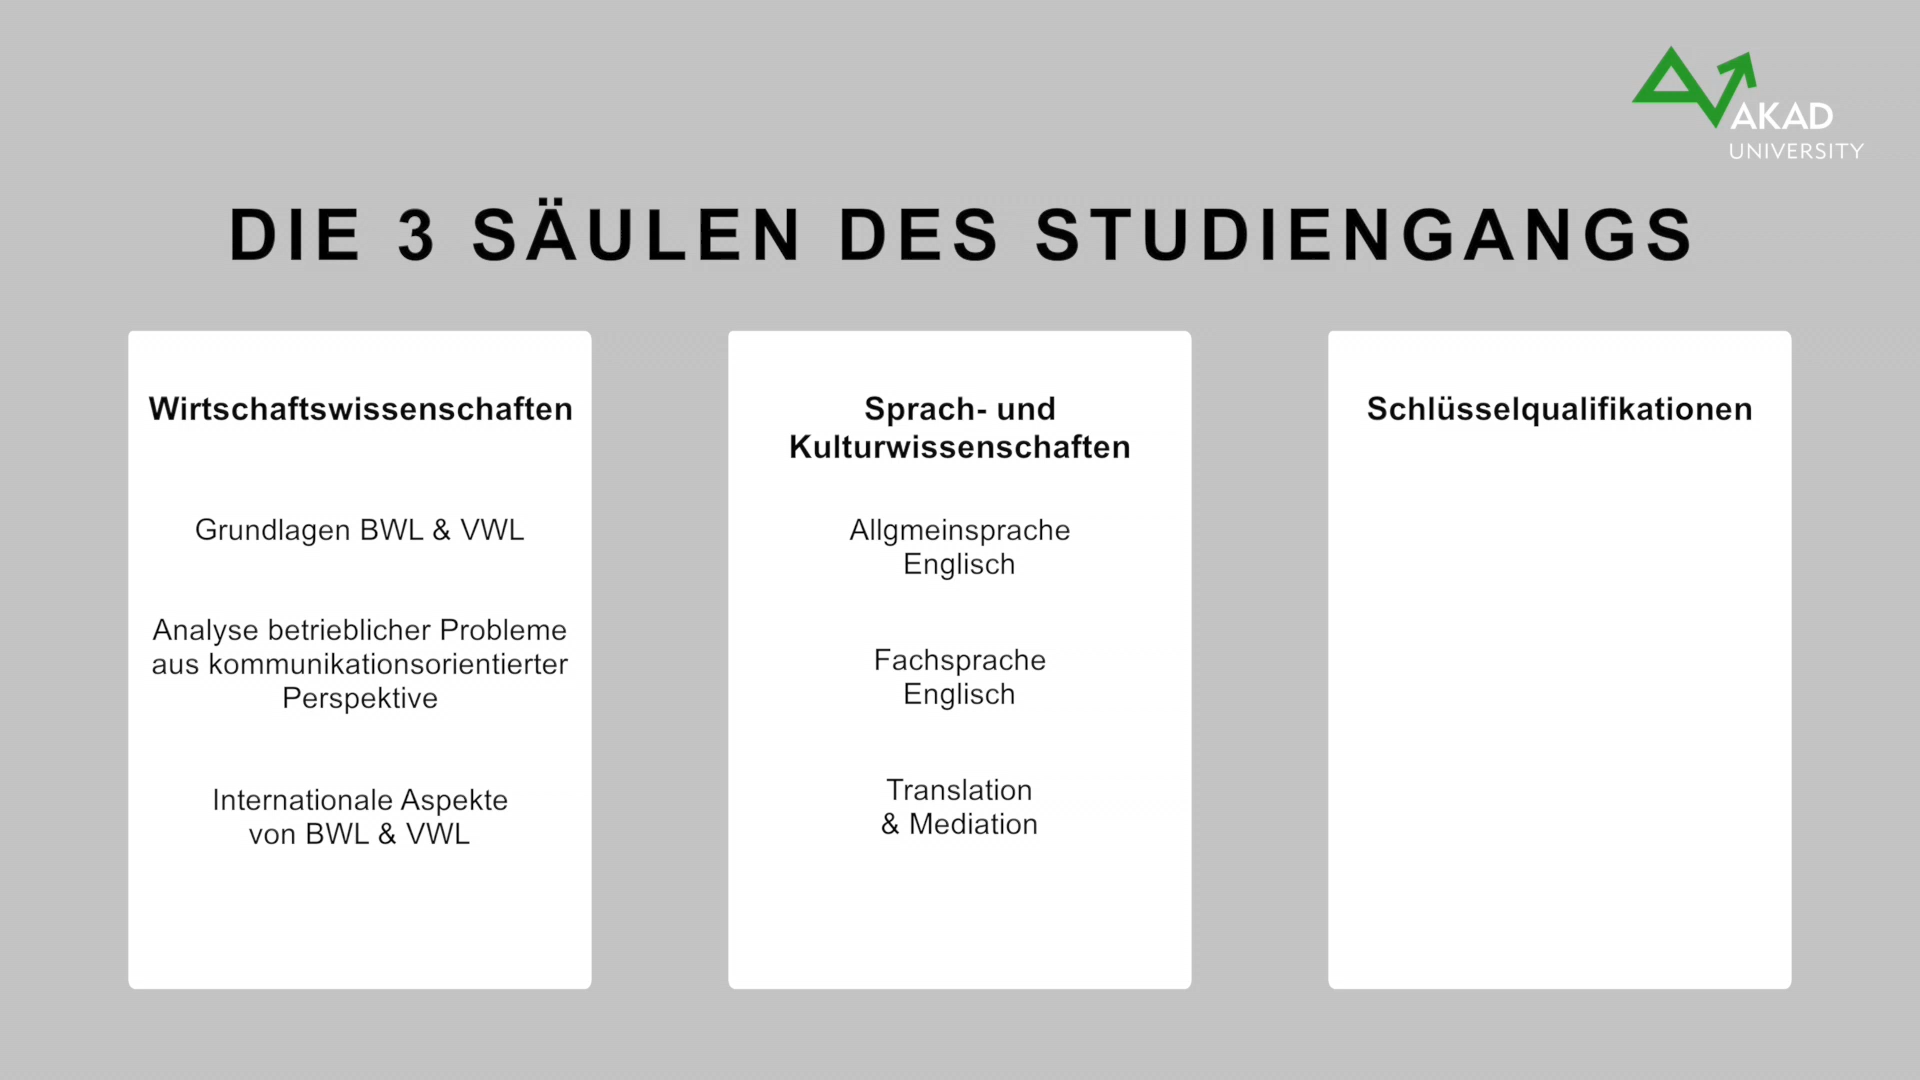 AKAD
UNIVERSITY
DIE 3 SÄULEN DES STUDIENGANGS
Wirtschaftswissenschaften
Grundlagen BWL & VWL
Analyse betrieblicher Probleme
aus kommunikationsorientierter
Perspektive
Internationale Aspekte
von BWL & VWL
Sprach- und
Kulturwissenschaften
Allgmeinsprache
Englisch
Fachsprache
Englisch
Translation
& Mediation
Schlüsselqualifikationen